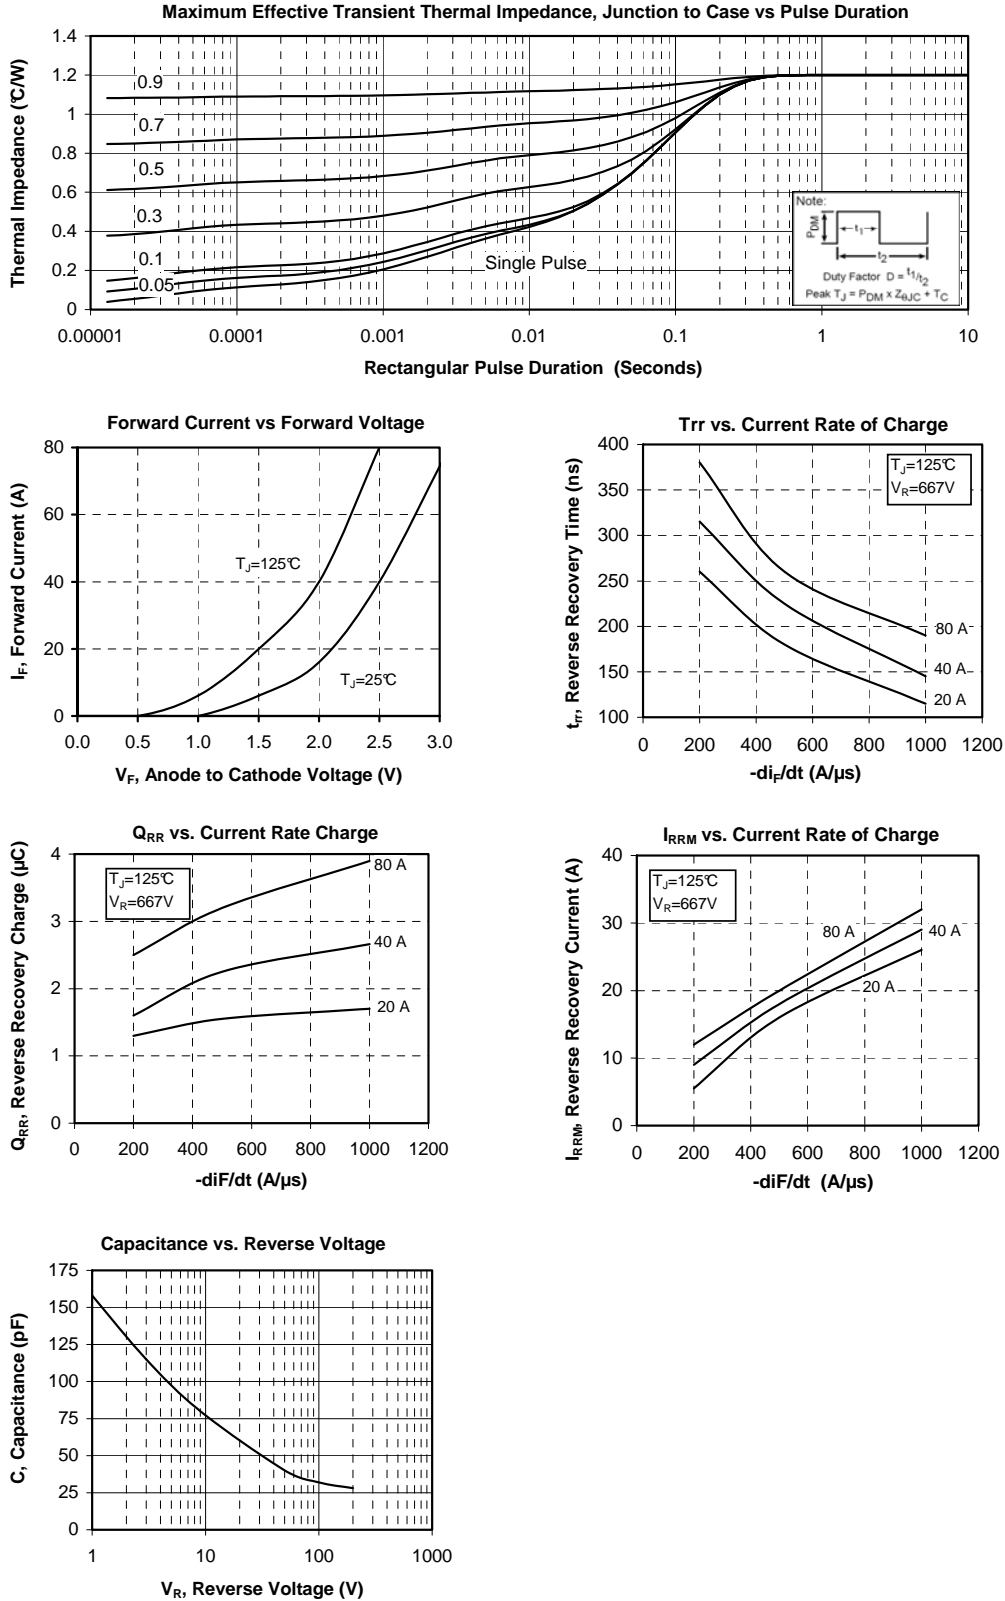 Maximum Effective Transient Thermal Impedance, Junction to Case vs Pulse Duration
Thermal Impedance (℃/W)
1.4
1.2
1
0.8
0.6
0.4
0.2
0
0.9
0.7
0.5
0.3
0.1
0.05
Single Pulse
Note:
PDM
t1
t2
Duty Factor D = t1/t2
Peak TJ = PDM x ZθJC + TC
0.00001 0.0001 0.001 0.01 0.1 1 10
Rectangular Pulse Duration (Seconds)
Forward Current vs Forward Voltage
IF, Forward Current (A)
80
60
40
20
0
TJ=125℃
TJ=25℃
0.0 0.5 1.0 1.5 2.0 2.5 3.0
VF, Anode to Cathode Voltage (V)
Trr vs. Current Rate of Charge
trr, Reverse Recovery Time (ns)
400
350
300
250
200
150
100
TJ=125℃
VR=667V
80 A
40 A
20 A
0 200 400 600 800 1000 1200
-diF/dt (A/µs)
QRR vs. Current Rate Charge
QRR, Reverse Recovery Charge (µC)
4
3
2
1
0
TJ=125℃
VR=667V
80 A
40 A
20 A
0 200 400 600 800 1000 1200
-diF/dt (A/µs)
IRRM vs. Current Rate of Charge
IRRM, Reverse Recovery Current (A)
40
30
20
10
0
TJ=125℃
VR=667V
80 A
40 A
20 A
0 200 400 600 800 1000 1200
-diF/dt (A/µs)
Capacitance vs. Reverse Voltage
C, Capacitance (pF)
175
150
125
100
75
50
25
0
1 10 100 1000
VR, Reverse Voltage (V)